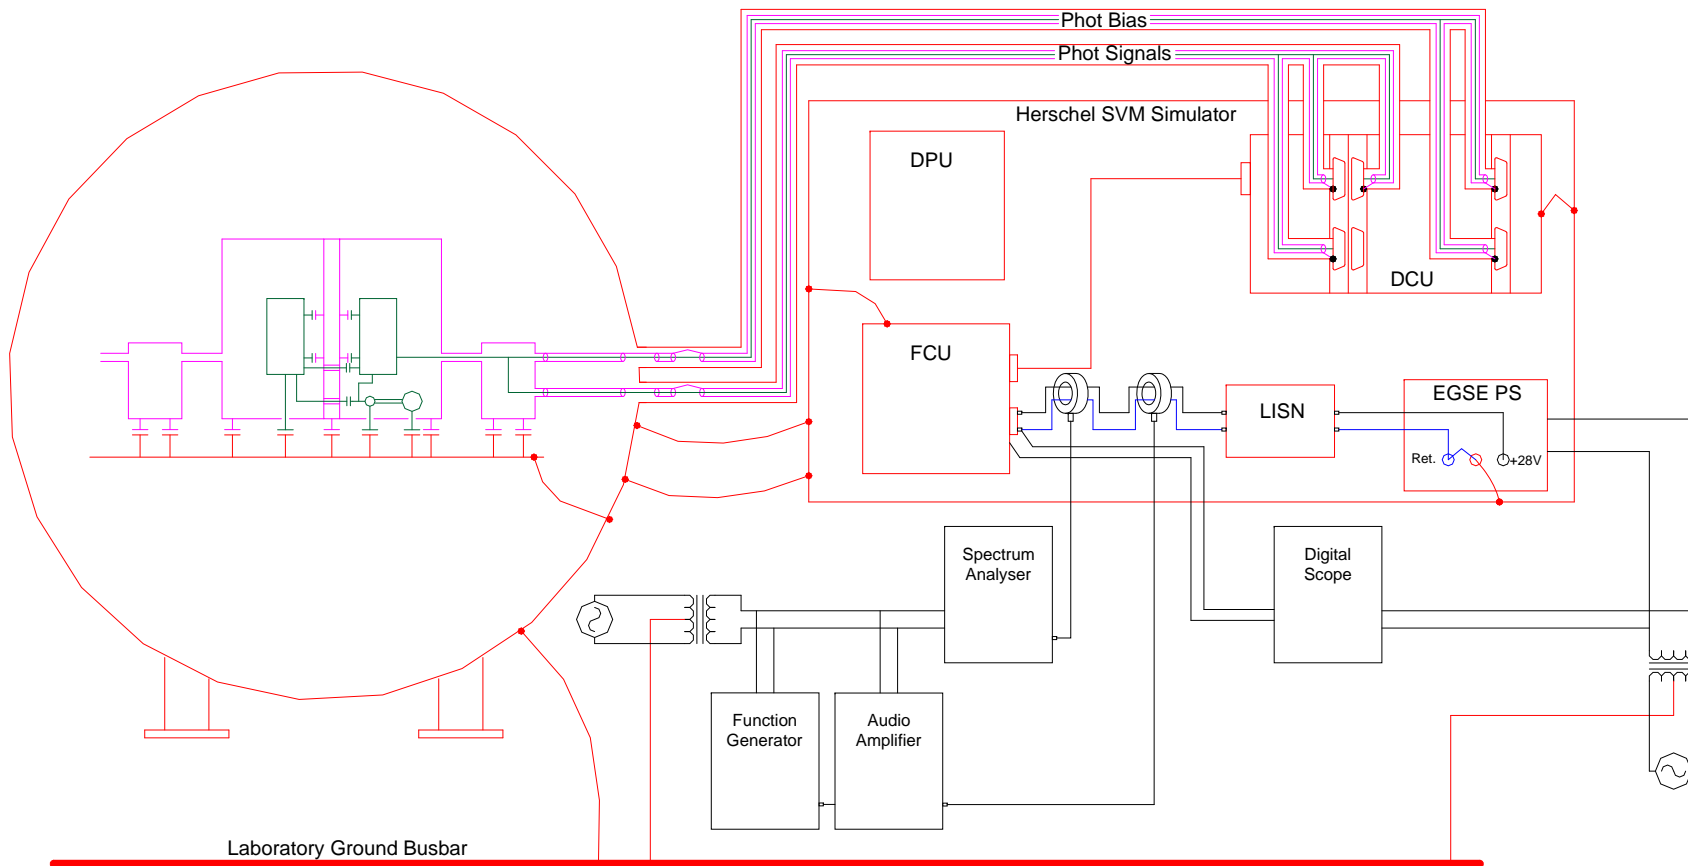 Phot Bias
Phot Signals
Herschel SVM Simulator
DPU
DCU
FCU
LISN
EGSE PS
Ret.
+28V
Spectrum
Analyser
Digital
Scope
Function
Generator
Audio
Amplifier
Laboratory Ground Busbar